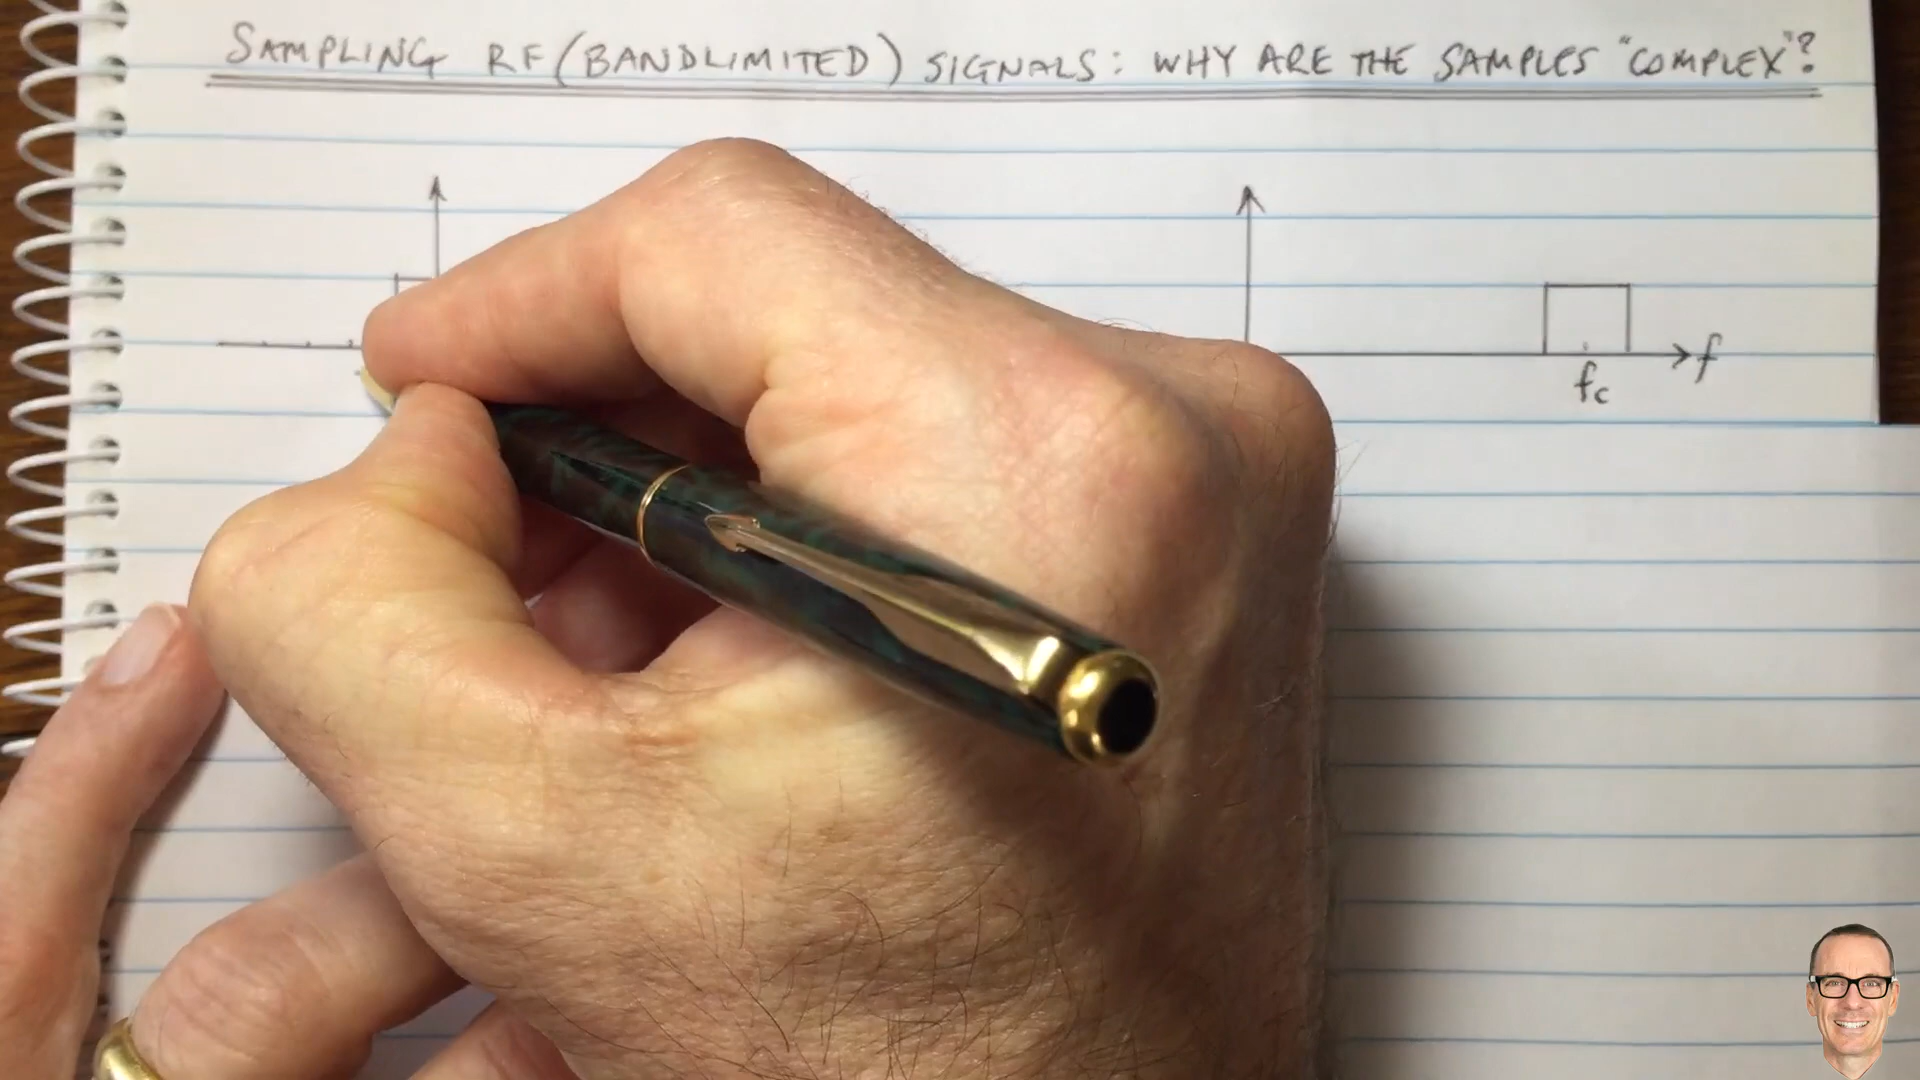 SAMPLING RF (BANDLIMITED) SIGNALS: WHY ARE THE SAMPLES "COMPLEX"?
f
fc